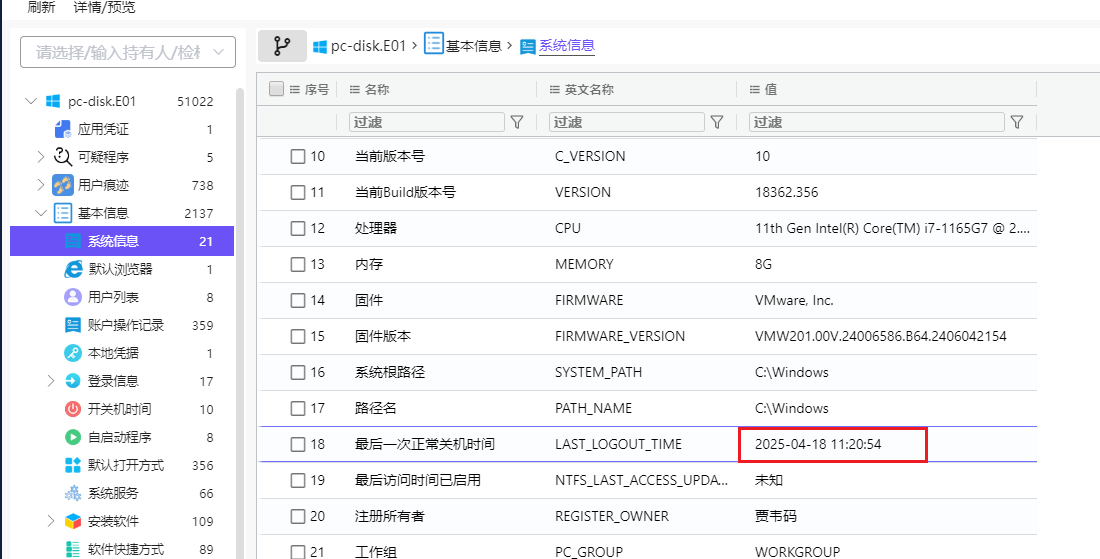 刷新 详情/预览
请选择/输入持有人/检材
pc-disk.E01 > 基本信息 > 系统信息
序号 名称 英文名称 值
过滤 过滤 过滤
pc-disk.E01 51022
应用凭证 1
可疑程序 5
用户痕迹 738
基本信息 2137
系统信息 21
默认浏览器 1
用户列表 8
账户操作记录 359
本地凭据 1
登录信息 17
开关机时间 10
自启动程序 8
默认打开方式 356
系统服务 66
安装软件 109
软件快捷方式 89
10 当前版本号 C_VERSION 10
11 当前Build版本号 VERSION 18362.356
12 处理器 CPU 11th Gen Intel(R) Core(TM) i7-1165G7 @ 2....
13 内存 MEMORY 8G
14 固件 FIRMWARE VMware, Inc.
15 固件版本 FIRMWARE_VERSION VMW201.00V.24006586.B64.2406042154
16 系统根路径 SYSTEM_PATH C:\Windows
17 路径名 PATH_NAME C:\Windows
18 最后一次正常关机时间 LAST_LOGOUT_TIME 2025-04-18 11:20:54
19 最后访问时间已启用 NTFS_LAST_ACCESS_UPDA... 未知
20 注册所有者 REGISTER_OWNER 贾韦码
21 工作组 PC_GROUP WORKGROUP